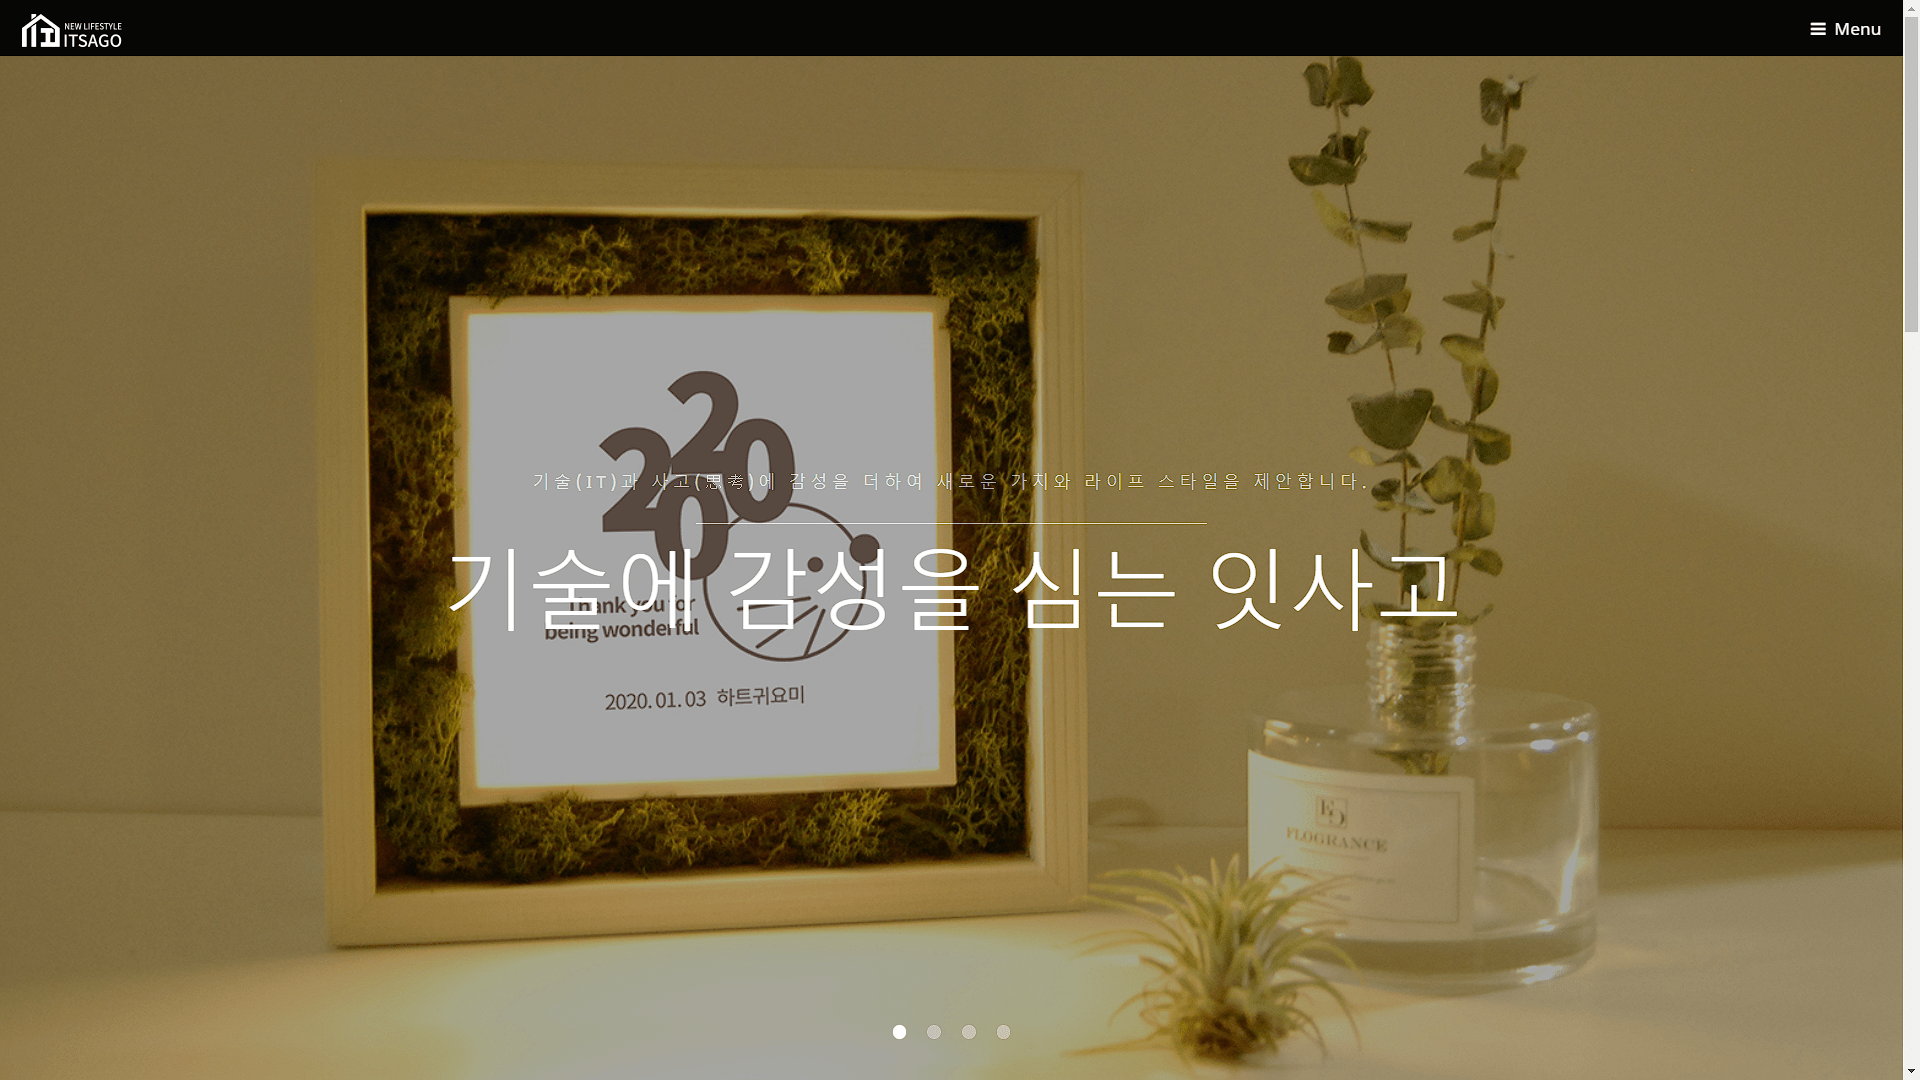 NEW LIFESTYLE
ITSAGO
Menu
2020
기술(IT)과 사고(思考)에 감성을 더하여 새로운 가치와 라이프 스타일을 제안합니다.
기술에 감성을 심는 잇사고
Thank you for
being wonderful
2020.01.03 하트귀요미
FLOGRANCE